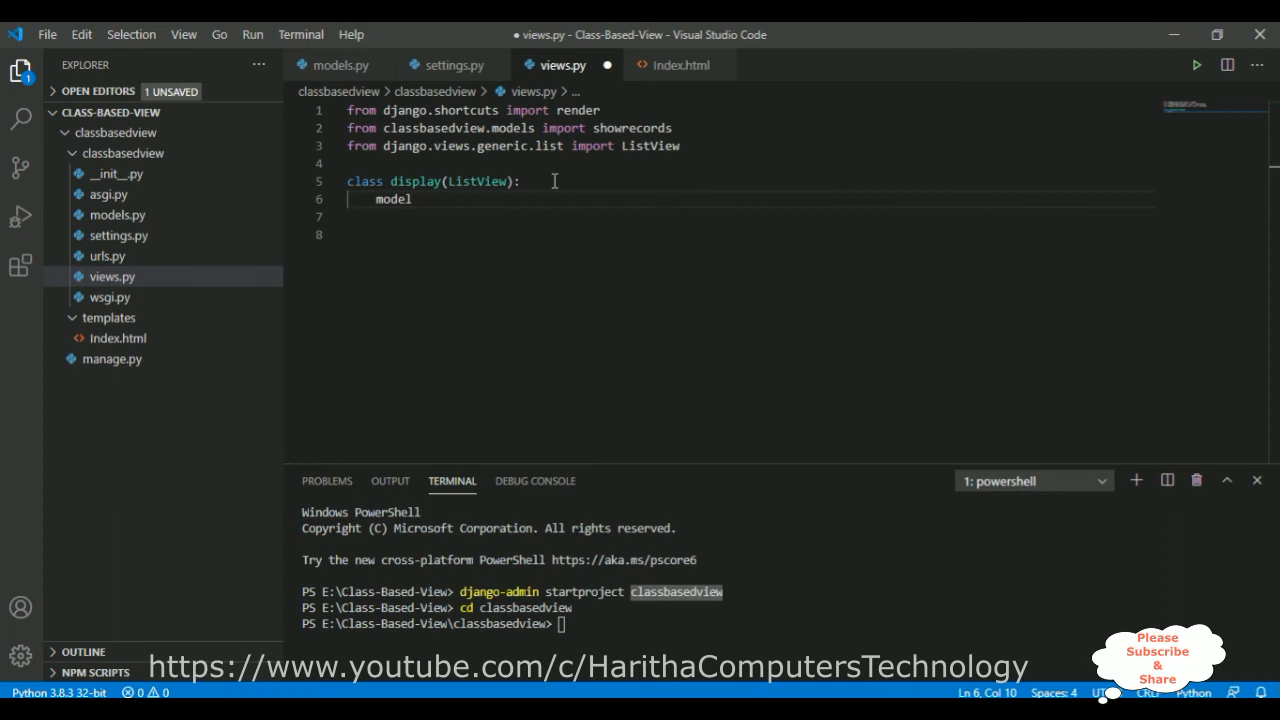 File Edit Selection View Go Run Terminal Help
● views.py - Class-Based-View - Visual Studio Code
EXPLORER
models.py settings.py views.py ● Index.html
OPEN EDITORS 1 UNSAVED
CLASS-BASED-VIEW
classbasedview
classbasedview
__init__.py
asgi.py
models.py
settings.py
urls.py
views.py
wsgi.py
templates
Index.html
manage.py
OUTLINE
NPM SCRIPTS
classbasedview > classbasedview > views.py > ...
1 from django.shortcuts import render
2 from classbasedview.models import showrecords
3 from django.views.generic.list import ListView
4
5 class display(ListView):
6 model
7
8
PROBLEMS OUTPUT TERMINAL DEBUG CONSOLE
1: powershell
Windows PowerShell
Copyright (C) Microsoft Corporation. All rights reserved.
Try the new cross-platform PowerShell https://aka.ms/pscore6
PS E:\Class-Based-View> django-admin startproject classbasedview
PS E:\Class-Based-View> cd classbasedview
PS E:\Class-Based-View\classbasedview>
https://www.youtube.com/c/HarithaComputersTechnology
Please
Subscribe
&
Share
Python 3.8.3 32-bit 0 0
Ln 6, Col 10 Spaces: 4 CRLF Python